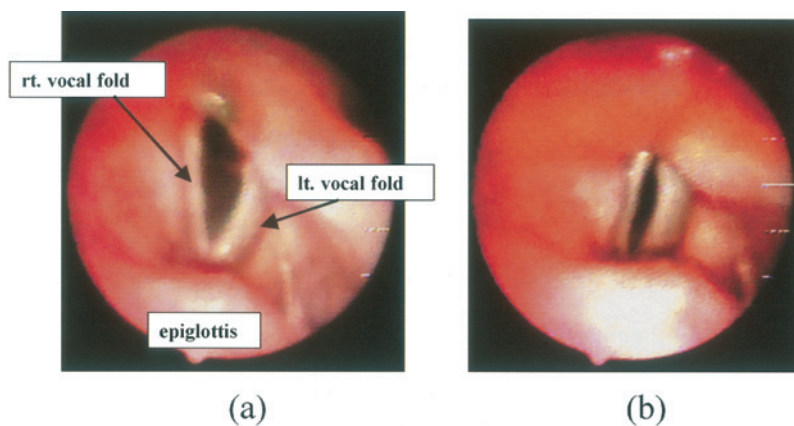 rt. vocal fold
lt. vocal fold
epiglottis
(a)
(b)